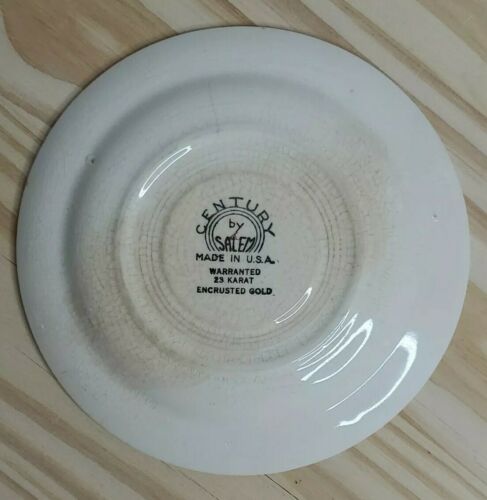 CENTURY
by
SALEM
MADE IN U.S.A.
WARRANTED
23 KARAT
ENCRUSTED GOLD